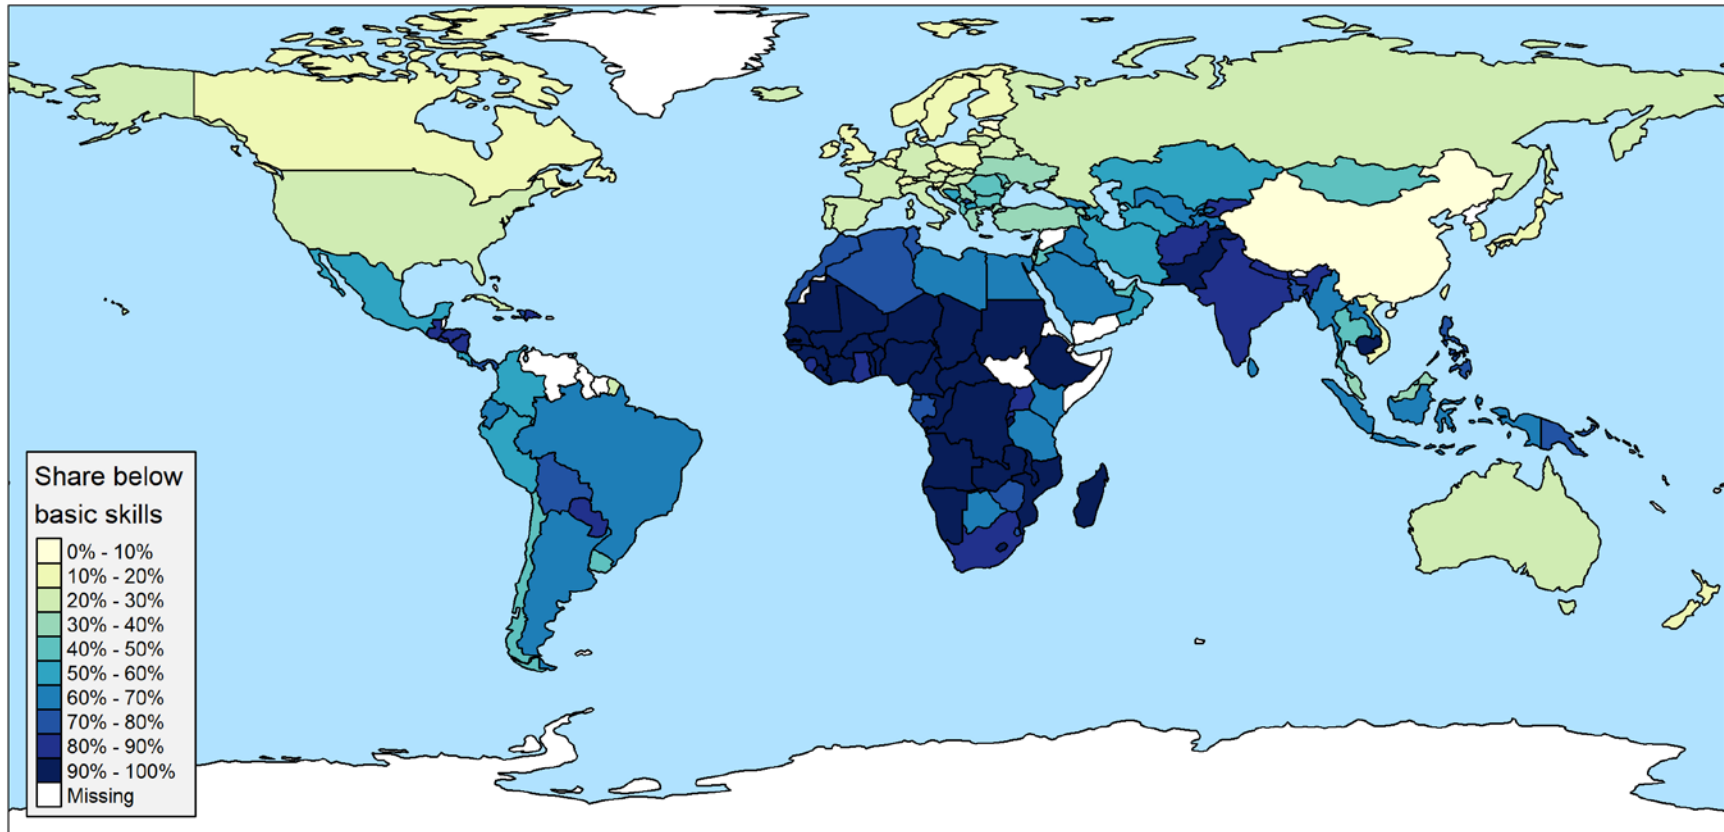 Share below
basic skills
0% - 10%
10% - 20%
20% - 30%
30% - 40%
40% - 50%
50% - 60%
60% - 70%
70% - 80%
80% - 90%
90% - 100%
Missing